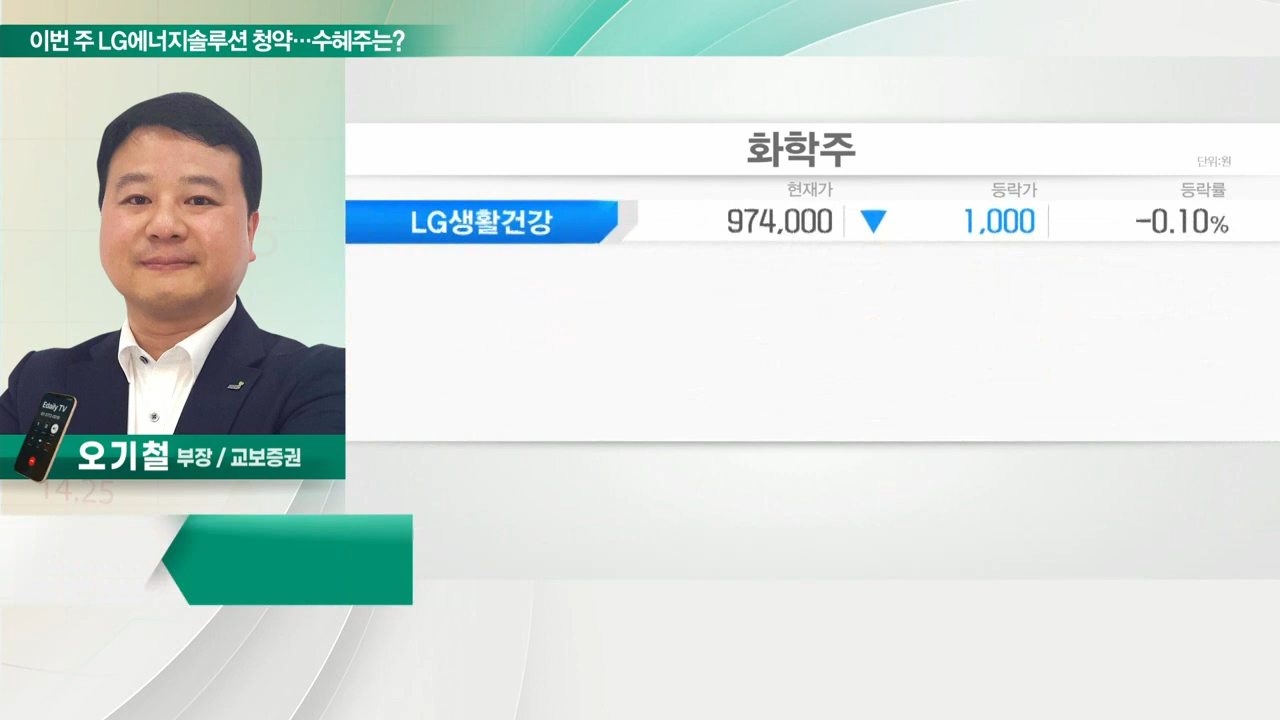 이번 주 LG에너지솔루션 청약…수혜주는?
화학주
단위:원
현재가 등락가 등락률
LG생활건강 974,000 ▼ 1,000 -0.10%
Edaily TV
오기철 부장 / 교보증권
14.25